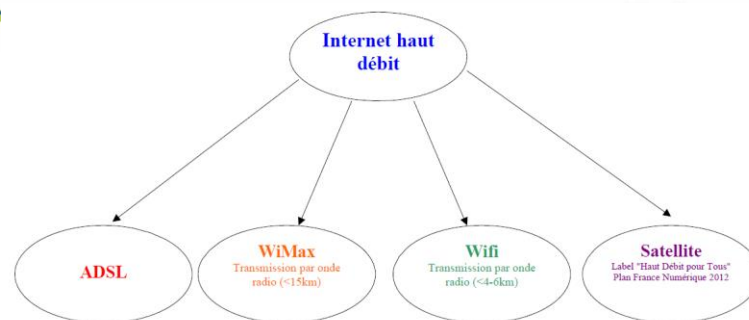 Internet haut
débit
ADSL
WiMax
Transmission par onde
radio (<15km)
Wifi
Transmission par onde
radio (<4-6km)
Satellite
Label "Haut Débit pour Tous"
Plan France Numérique 2012